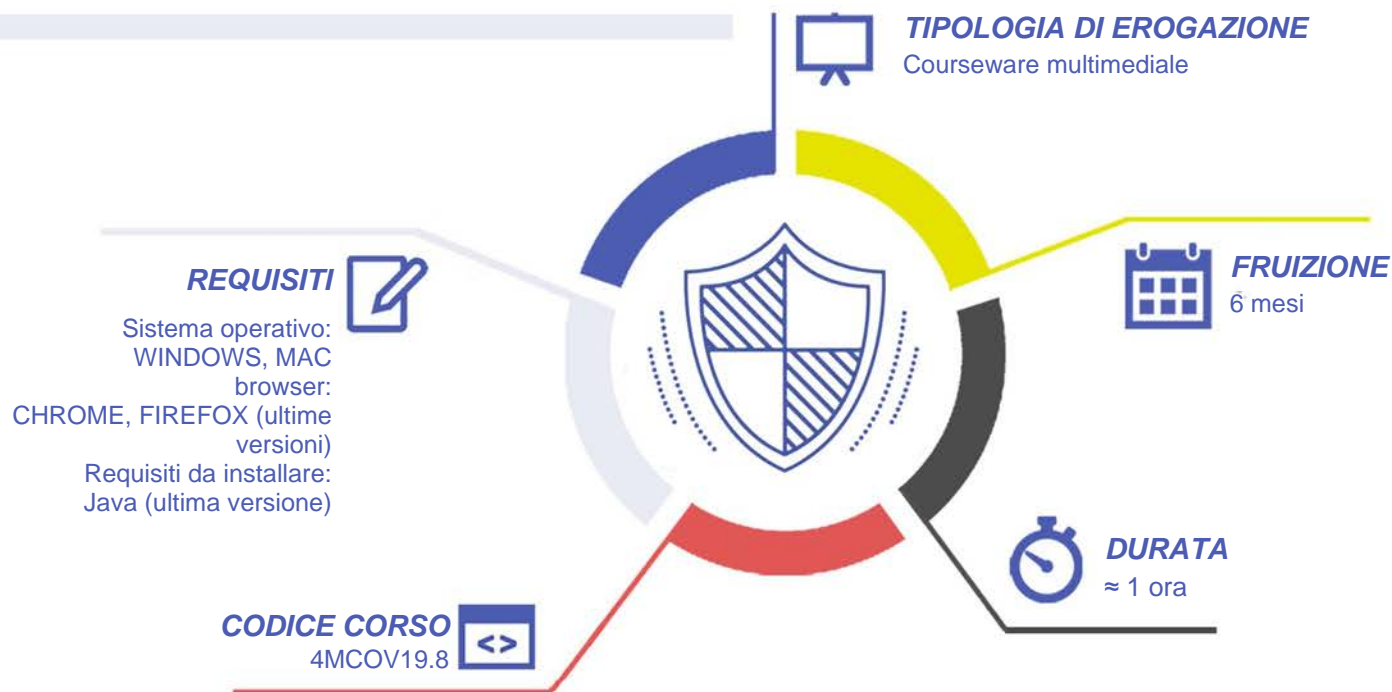 TIPOLOGIA DI EROGAZIONE
Courseware multimediale
REQUISITI
Sistema operativo:
WINDOWS, MAC
browser:
CHROME, FIREFOX (ultime
versioni)
Requisiti da installare:
Java (ultima versione)
FRUIZIONE
6 mesi
DURATA
≈ 1 ora
CODICE CORSO
4MCOV19.8